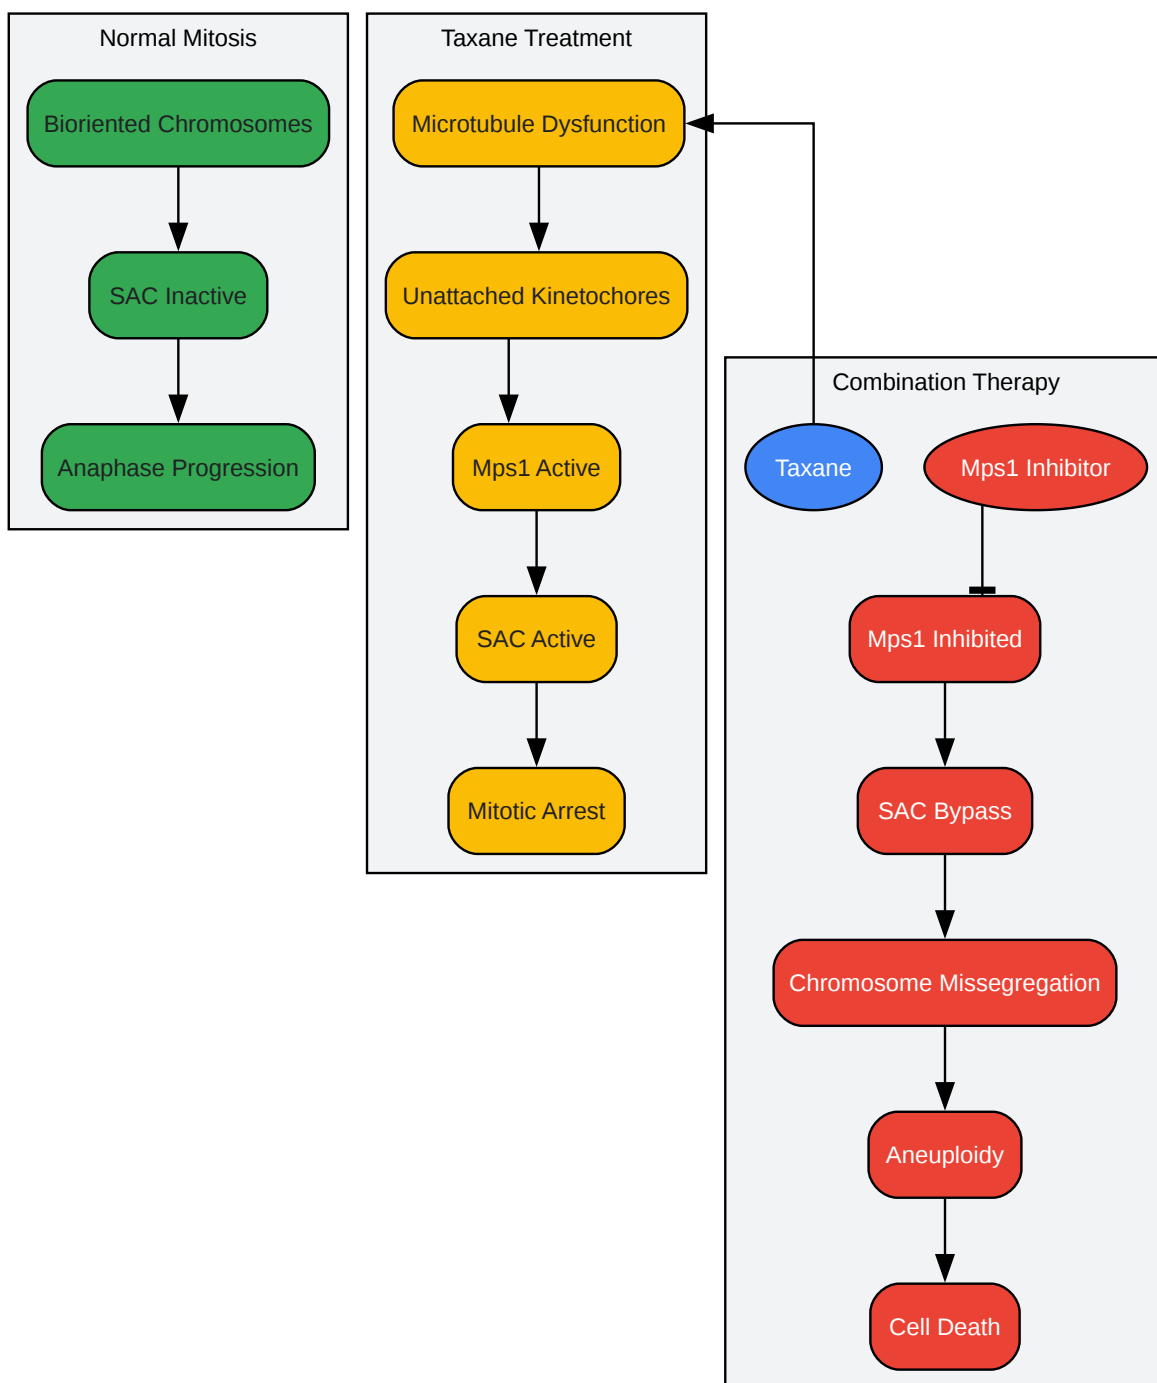 Normal Mitosis
Bioriented Chromosomes
SAC Inactive
Anaphase Progression
Taxane Treatment
Microtubule Dysfunction
Unattached Kinetochores
Mps1 Active
SAC Active
Mitotic Arrest
Combination Therapy
Taxane
Mps1 Inhibitor
Mps1 Inhibited
SAC Bypass
Chromosome Missegregation
Aneuploidy
Cell Death